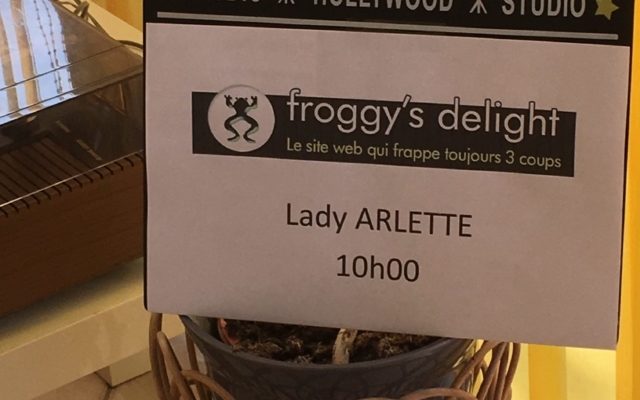 HOLLYWOOD STUDIO
froggy's delight
Le site web qui frappe toujours 3 coups
Lady ARLETTE
10h00